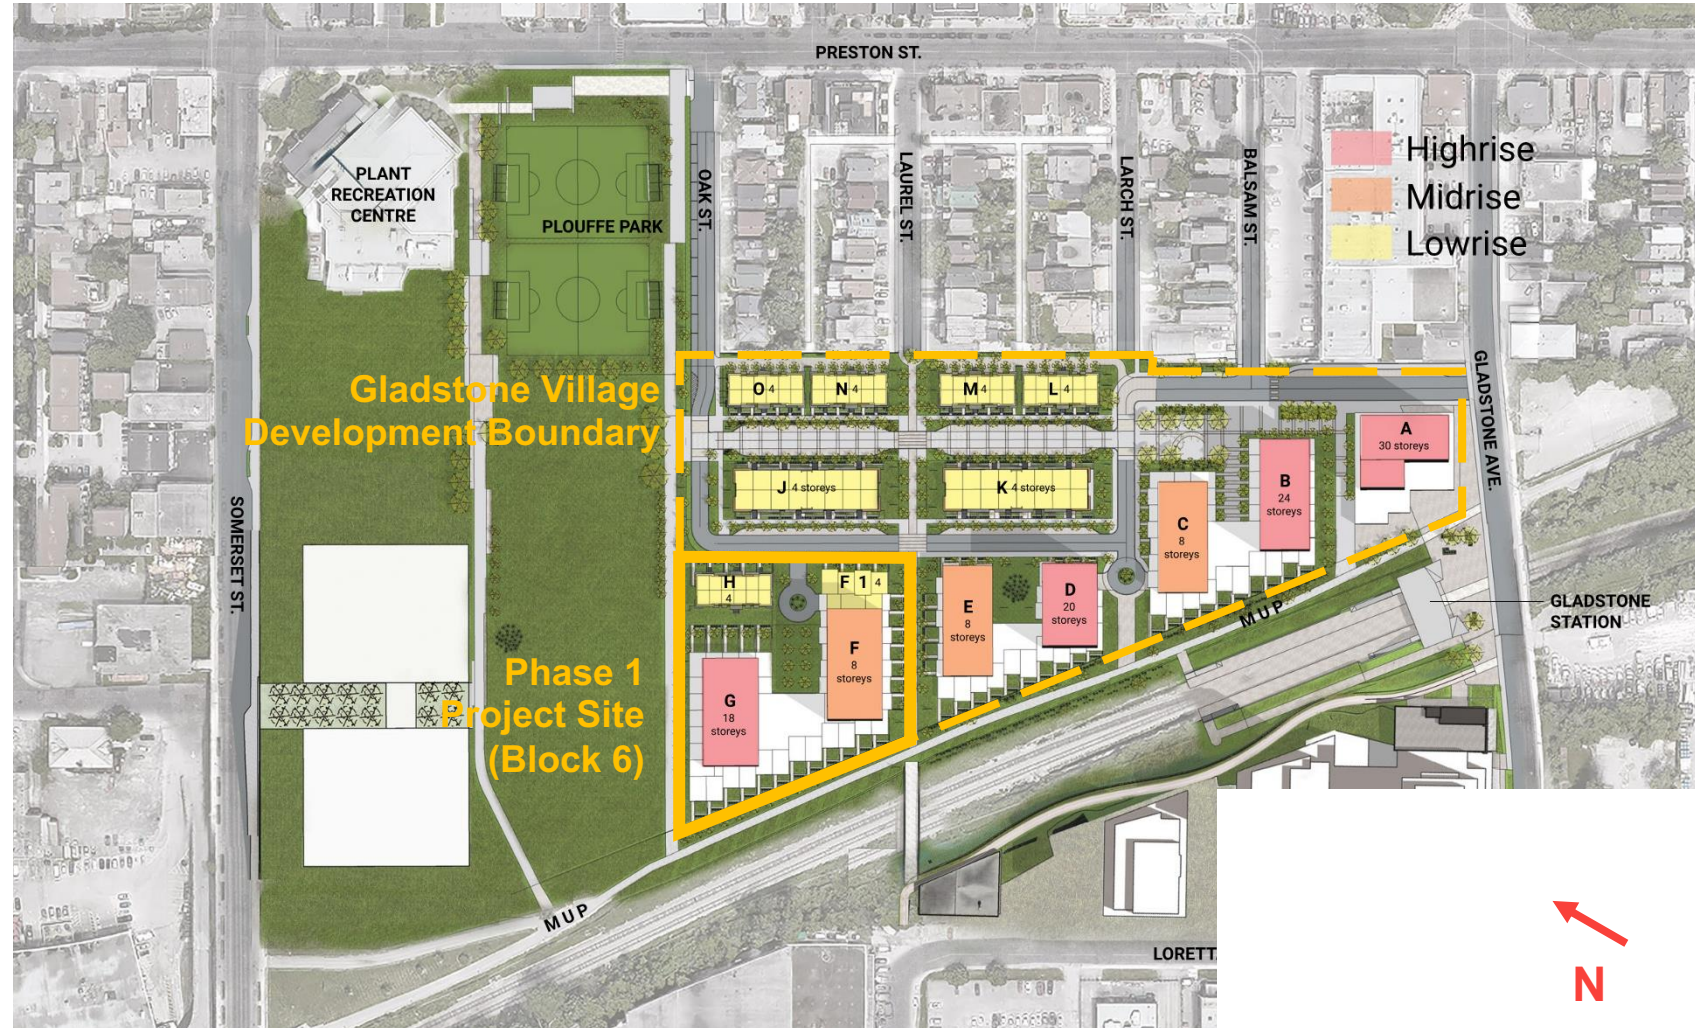 PRESTON ST.
Highrise
Midrise
Lowrise
PLANT
RECREATION
CENTRE
PLOUFFE PARK
OAK ST.
LAUREL ST.
LARCH ST.
BALSAM ST.
GLADSTONE AVE.
SOMERSET ST.
Gladstone Village
Development Boundary
O 4
N 4
M 4
L 4
A
30 storeys
J 4 storeys
K 4 storeys
B
24
storeys
C
8
storeys
H
4
F 1 4
E
8
storeys
D
20
storeys
F
8
storeys
G
18
storeys
Phase 1
Project Site
(Block 6)
MUP
GLADSTONE
STATION
MUP
LORETT
N